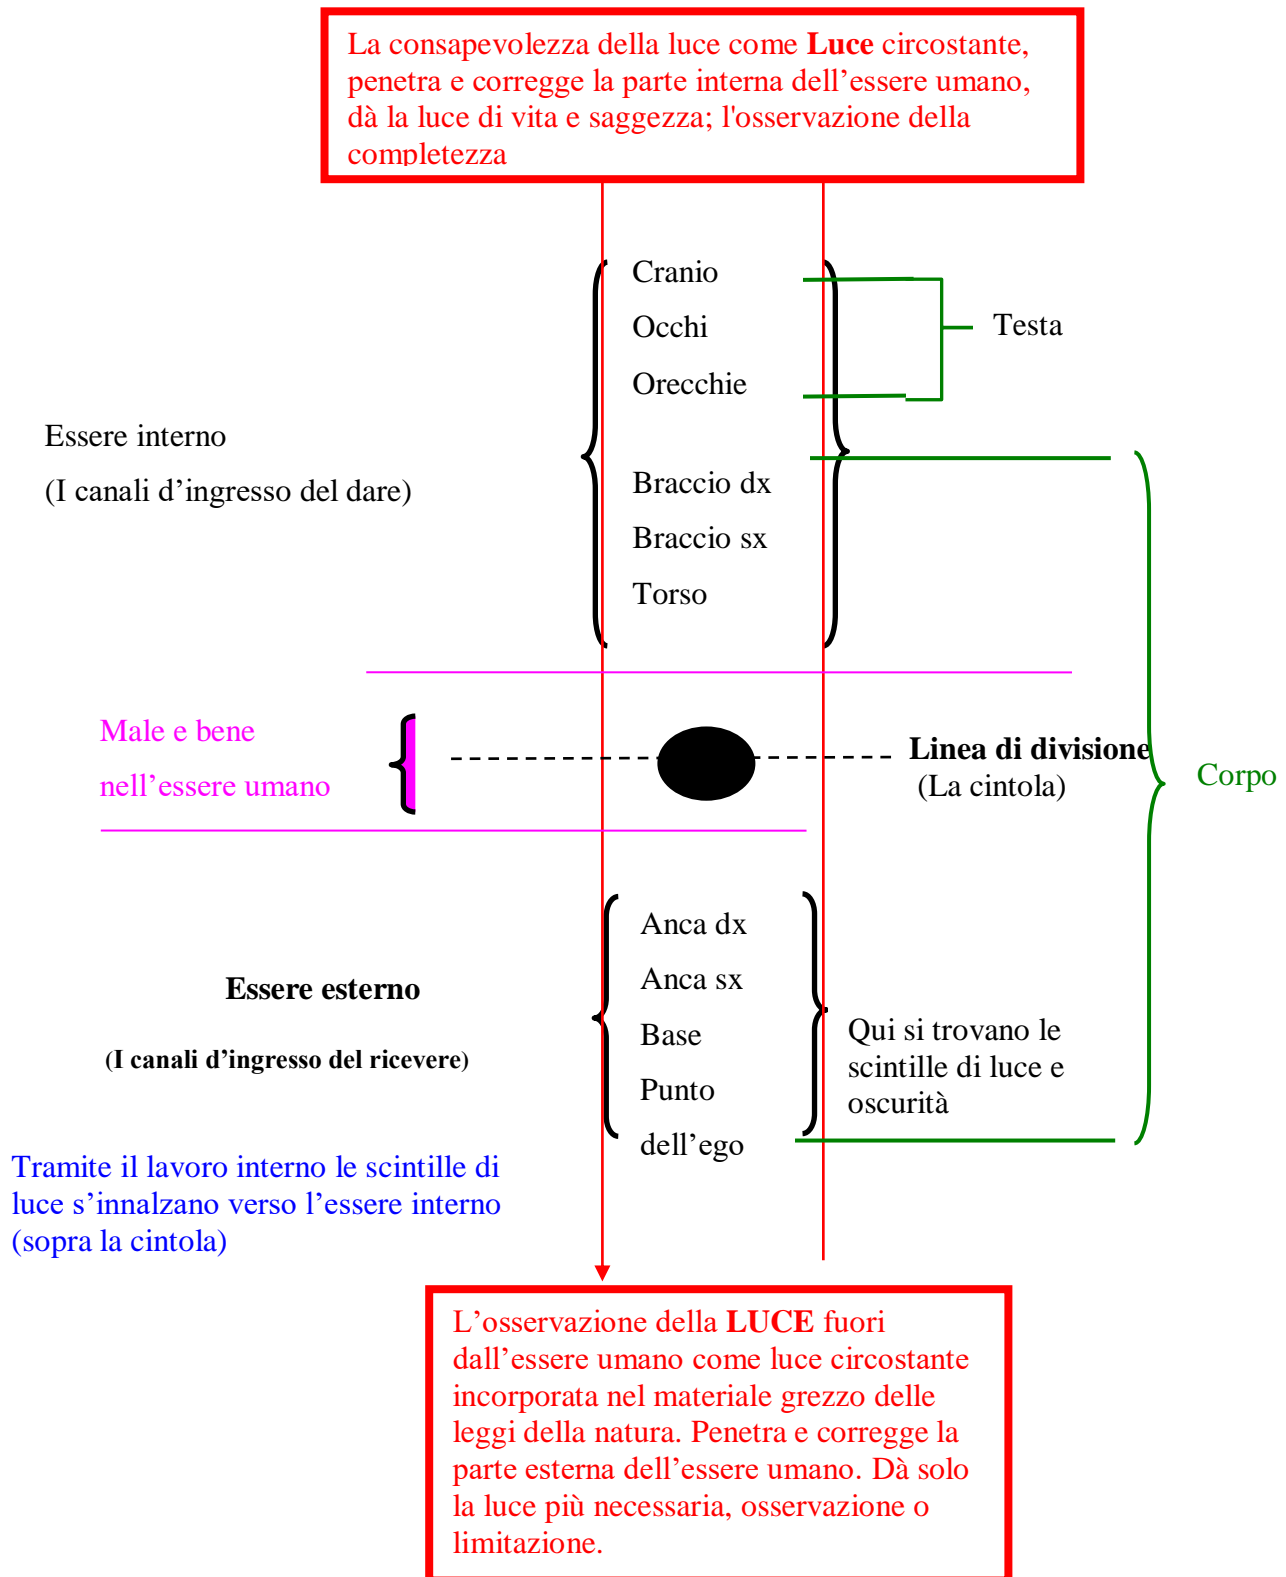 La consapevolezza della luce come Luce circostante,
penetra e corregge la parte interna dell’essere umano,
dà la luce di vita e saggezza; l'osservazione della
completezza
Cranio
Occhi
Orecchie
Testa
Essere interno
(I canali d’ingresso del dare)
Braccio dx
Braccio sx
Torso
Male e bene
nell’essere umano
Linea di divisione
(La cintola)
Corpo
Anca dx
Anca sx
Base
Punto
dell’ego
Essere esterno
(I canali d’ingresso del ricevere)
Qui si trovano le
scintille di luce e
oscurità
Tramite il lavoro interno le scintille di
luce s’innalzano verso l’essere interno
(sopra la cintola)
L’osservazione della LUCE fuori
dall’essere umano come luce circostante
incorporata nel materiale grezzo delle
leggi della natura. Penetra e corregge la
parte esterna dell’essere umano. Dà solo
la luce più necessaria, osservazione o
limitazione.